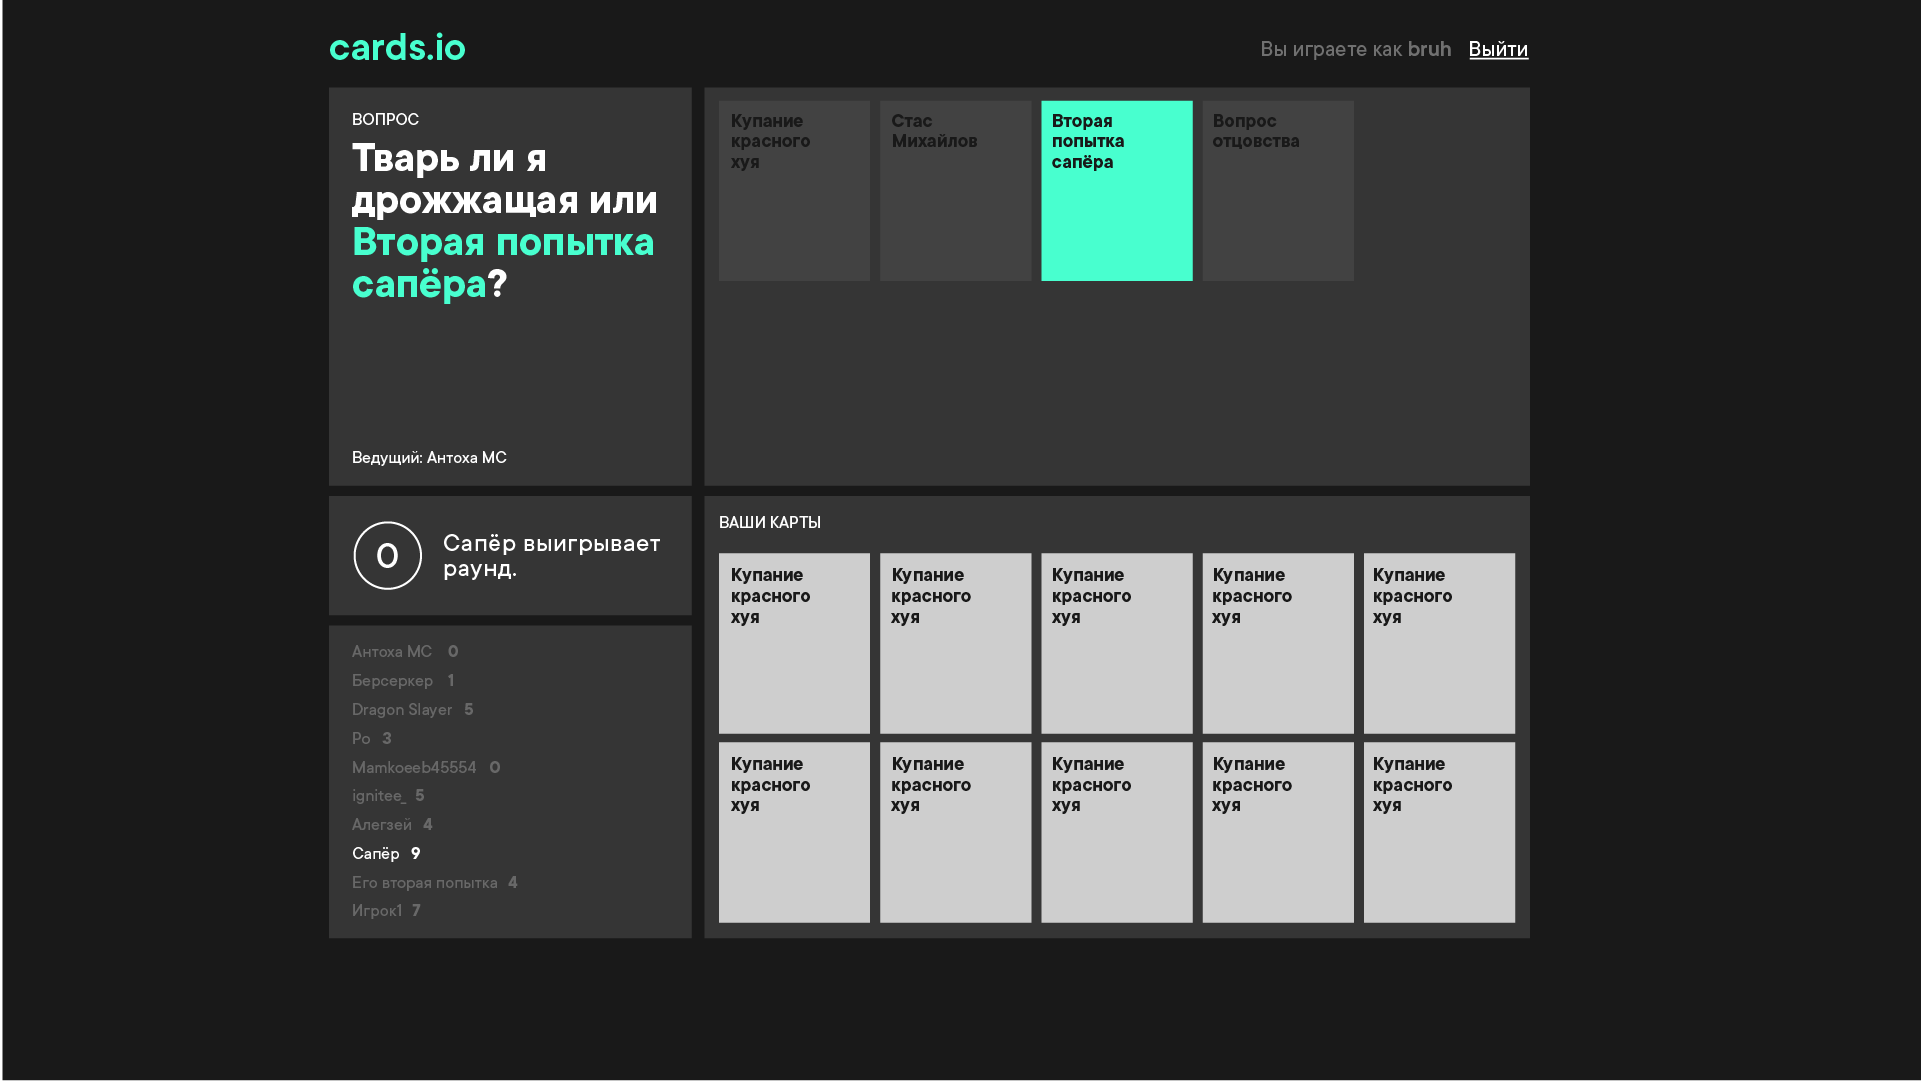 cards.io
Вы играете как bruh Выйти
ВОПРОС
Тварь ли я
дрожжащая или
Вторая попытка
сапёра?
Ведущий: Антоха МС
Купание
красного
хуя
Стас
Михайлов
Вторая
попытка
сапёра
Вопрос
отцовства
0
Сапёр выигрывает
раунд.
Антоха МС 0
Берсеркер 1
Dragon Slayer 5
Ро 3
Mamkoeeb45554 0
ignitee_ 5
Алегзей 4
Сапёр 9
Его вторая попытка 4
Игрок1 7
ВАШИ КАРТЫ
Купание
красного
хуя
Купание
красного
хуя
Купание
красного
хуя
Купание
красного
хуя
Купание
красного
хуя
Купание
красного
хуя
Купание
красного
хуя
Купание
красного
хуя
Купание
красного
хуя
Купание
красного
хуя